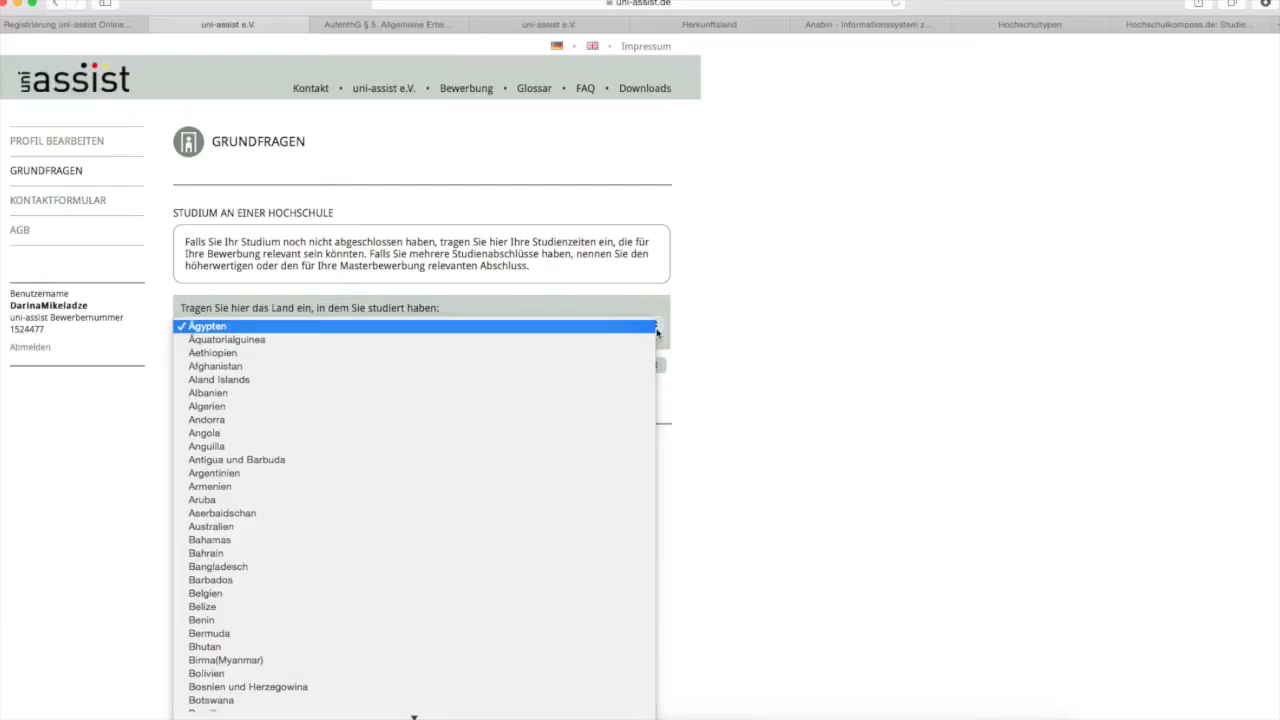 uni-assist.de
Registrierung uni-assist Online...
uni-assist e.V.
AufenthG § 5. Allgemeine Ertei...
uni-assist e.V.
Herkunftsland
Anabin - Informationssystem z...
Hochschultypen
Hochschulkompass.de: Studie...
Impressum
uni assist
Kontakt • uni-assist e.V. • Bewerbung • Glossar • FAQ • Downloads
PROFIL BEARBEITEN
GRUNDFRAGEN
KONTAKTFORMULAR
AGB
Benutzername
DarinaMikeladze
uni-assist Bewerbernummer
1524477
Abmelden
GRUNDFRAGEN
STUDIUM AN EINER HOCHSCHULE
Falls Sie Ihr Studium noch nicht abgeschlossen haben, tragen Sie hier Ihre Studienzeiten ein, die für
Ihre Bewerbung relevant sein könnten. Falls Sie mehrere Studienabschlüsse haben, nennen Sie den
höherwertigen oder den für Ihre Masterbewerbung relevanten Abschluss.
Tragen Sie hier das Land ein, in dem Sie studiert haben:
✓ Ägypten
Äquatorialguinea
Aethiopien
Afghanistan
Aland Islands
Albanien
Algerien
Andorra
Angola
Anguilla
Antigua und Barbuda
Argentinien
Armenien
Aruba
Aserbaidschan
Australien
Bahamas
Bahrain
Bangladesch
Barbados
Belgien
Belize
Benin
Bermuda
Bhutan
Birma(Myanmar)
Bolivien
Bosnien und Herzegowina
Botswana